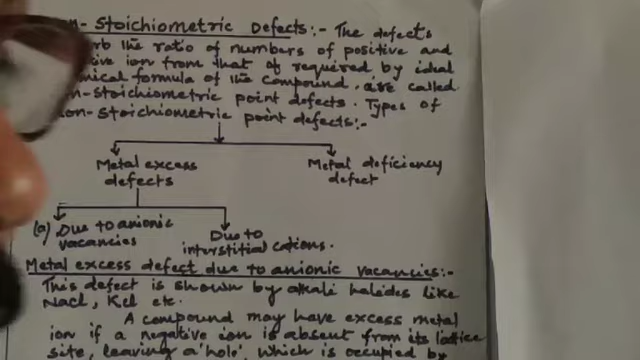 n- Stoichiometric Defects:- The defects
rb the ratio of numbers of positive and
ive ion from that of required by ideal
mical formula of the compound. are called
n-stoichiometric point defects. Types of
on-stoichiometric point defects:-
Metal excess Metal deficiency
defects defect
(a) Due to anionic Due to
vacancies interstitial cations.
Metal excess defect due to anionic vacancies:-
This defect is shown by alkali halides like
Nacl, Kcl etc.
A compound may have excess metal
ion if a negative ion is absent from its lattice
site, leaving a 'hole' which is occupied by